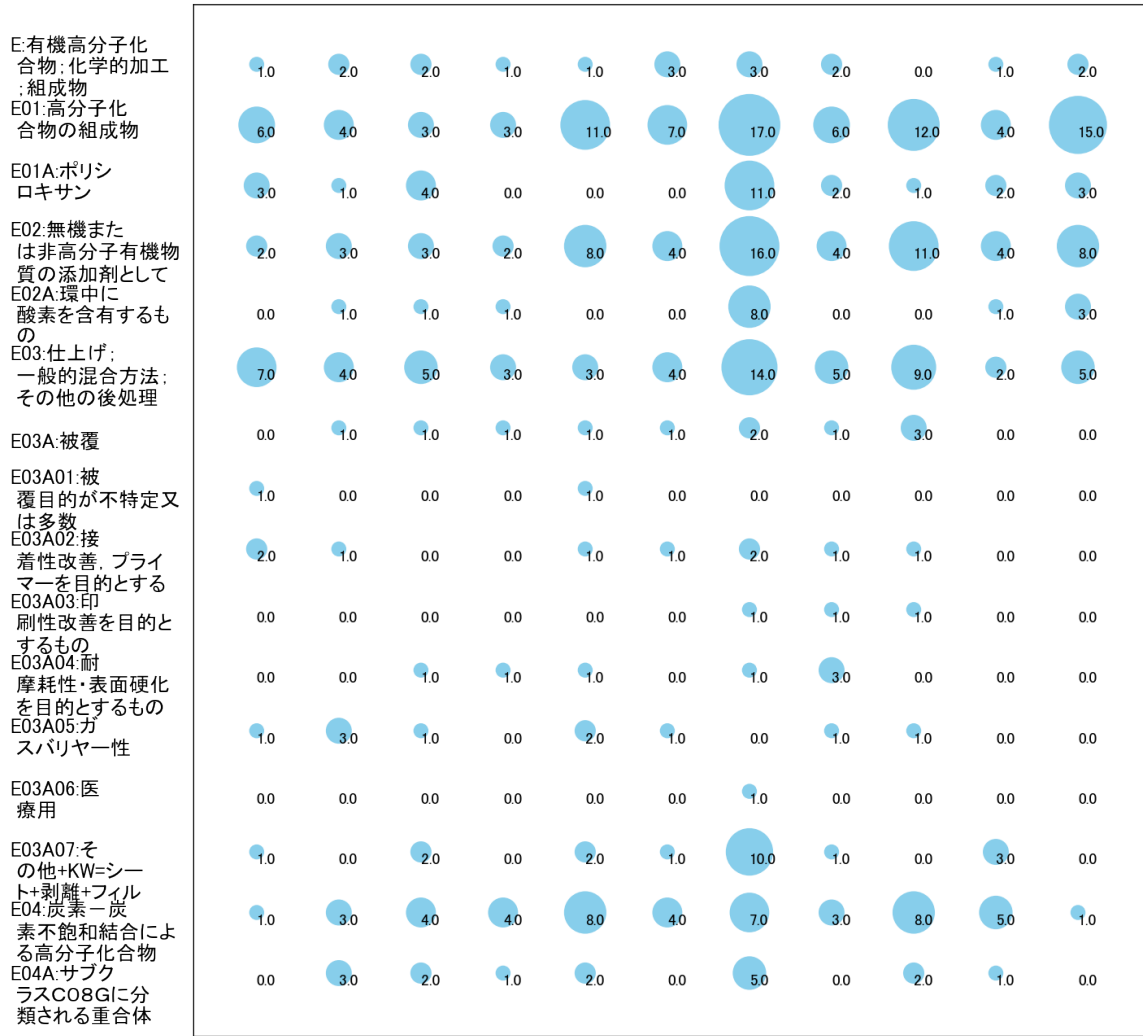 E:有機高分子化
合物;化学的加工
;組成物
1.0 2.0 2.0 1.0 1.0 3.0 3.0 2.0 0.0 1.0 2.0
E01:高分子化
合物の組成物
6.0 4.0 3.0 3.0 11.0 7.0 17.0 6.0 12.0 4.0 15.0
E01A:ポリシ
ロキサン
3.0 1.0 4.0 0.0 0.0 0.0 11.0 2.0 1.0 2.0 3.0
E02:無機また
は非高分子有機物
質の添加剤として
2.0 3.0 3.0 2.0 8.0 4.0 16.0 4.0 11.0 4.0 8.0
E02A:環中に
酸素を含有するも
の
0.0 1.0 1.0 1.0 0.0 0.0 8.0 0.0 0.0 1.0 3.0
E03:仕上げ;
一般的混合方法;
その他の後処理
7.0 4.0 5.0 3.0 3.0 4.0 14.0 5.0 9.0 2.0 5.0
E03A:被覆
0.0 1.0 1.0 1.0 1.0 1.0 2.0 1.0 3.0 0.0 0.0
E03A01:被
覆目的が不特定又
は多数
1.0 0.0 0.0 0.0 1.0 0.0 0.0 0.0 0.0 0.0 0.0
E03A02:接
着性改善,プライ
マーを目的とする
2.0 1.0 0.0 0.0 1.0 1.0 2.0 1.0 1.0 0.0 0.0
E03A03:印
刷性改善を目的と
するもの
0.0 0.0 0.0 0.0 0.0 0.0 1.0 1.0 1.0 0.0 0.0
E03A04:耐
摩耗性・表面硬化
を目的とするもの
0.0 0.0 1.0 1.0 1.0 0.0 1.0 3.0 0.0 0.0 0.0
E03A05:ガ
スバリヤー性
1.0 3.0 1.0 0.0 2.0 1.0 0.0 1.0 1.0 0.0 0.0
E03A06:医
療用
0.0 0.0 0.0 0.0 0.0 0.0 1.0 0.0 0.0 0.0 0.0
E03A07:そ
の他+KW=シー
ト+剥離+フィル
1.0 0.0 2.0 0.0 2.0 1.0 10.0 1.0 0.0 3.0 0.0
E04:炭素-炭
素不飽和結合によ
る高分子化合物
1.0 3.0 4.0 4.0 8.0 4.0 7.0 3.0 8.0 5.0 1.0
E04A:サブク
ラスC08Gに分
類される重合体
0.0 3.0 2.0 1.0 2.0 0.0 5.0 0.0 2.0 1.0 0.0